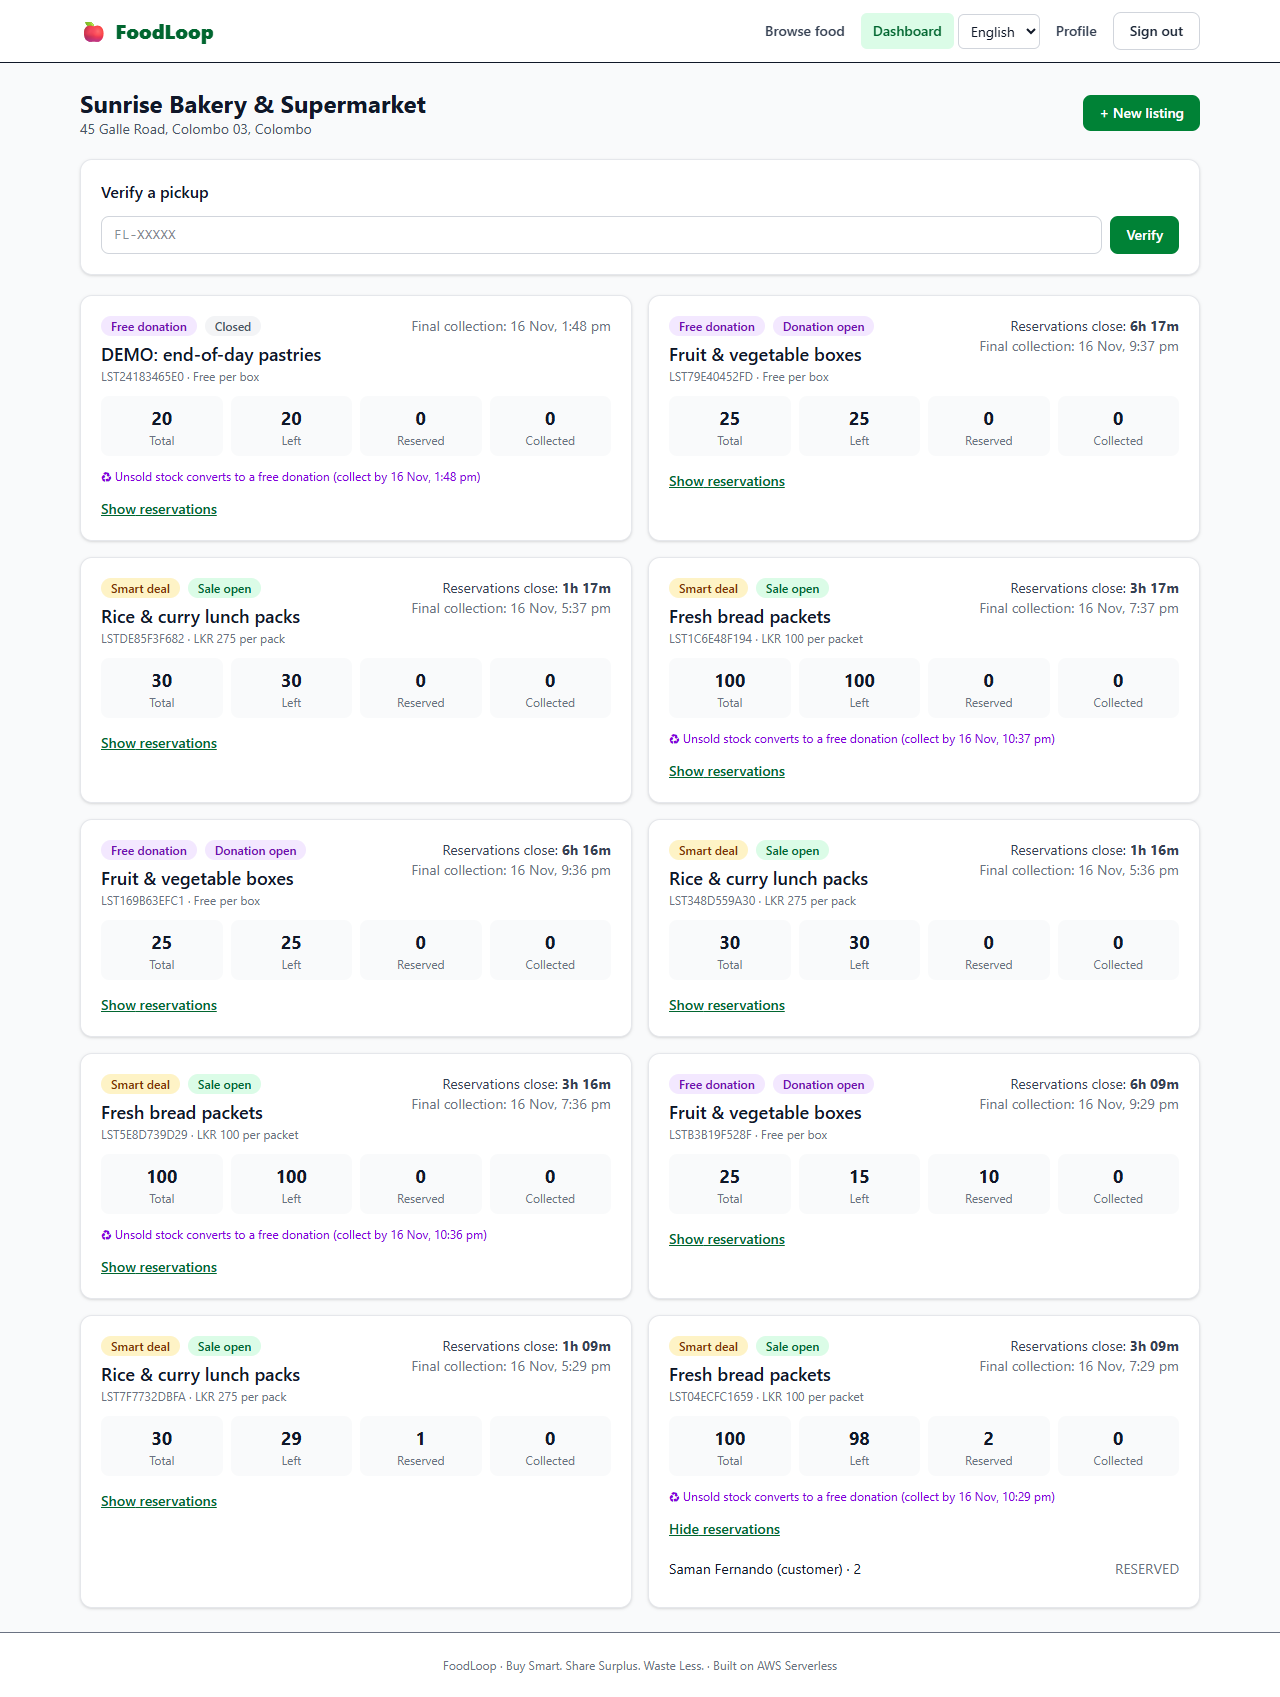 FoodLoop
Browse food
Dashboard
English
Profile
Sign out
Sunrise Bakery & Supermarket
45 Galle Road, Colombo 03, Colombo
+ New listing
Verify a pickup
FL-XXXXX
Verify
Free donation
Closed
Final collection: 16 Nov, 1:48 pm
DEMO: end-of-day pastries
LST24183465E0 · Free per box
20
Total
20
Left
0
Reserved
0
Collected
♻ Unsold stock converts to a free donation (collect by 16 Nov, 1:48 pm)
Show reservations
Free donation
Donation open
Reservations close: 6h 17m
Final collection: 16 Nov, 9:37 pm
Fruit & vegetable boxes
LST79E40452FD · Free per box
25
Total
25
Left
0
Reserved
0
Collected
Show reservations
Smart deal
Sale open
Reservations close: 1h 17m
Final collection: 16 Nov, 5:37 pm
Rice & curry lunch packs
LSTDE85F3F682 · LKR 275 per pack
30
Total
30
Left
0
Reserved
0
Collected
Show reservations
Smart deal
Sale open
Reservations close: 3h 17m
Final collection: 16 Nov, 7:37 pm
Fresh bread packets
LST1C6E48F194 · LKR 100 per packet
100
Total
100
Left
0
Reserved
0
Collected
♻ Unsold stock converts to a free donation (collect by 16 Nov, 10:37 pm)
Show reservations
Free donation
Donation open
Reservations close: 6h 16m
Final collection: 16 Nov, 9:36 pm
Fruit & vegetable boxes
LST169B63EFC1 · Free per box
25
Total
25
Left
0
Reserved
0
Collected
Show reservations
Smart deal
Sale open
Reservations close: 1h 16m
Final collection: 16 Nov, 5:36 pm
Rice & curry lunch packs
LST348D559A30 · LKR 275 per pack
30
Total
30
Left
0
Reserved
0
Collected
Show reservations
Smart deal
Sale open
Reservations close: 3h 16m
Final collection: 16 Nov, 7:36 pm
Fresh bread packets
LST5E8D739D29 · LKR 100 per packet
100
Total
100
Left
0
Reserved
0
Collected
♻ Unsold stock converts to a free donation (collect by 16 Nov, 10:36 pm)
Show reservations
Free donation
Donation open
Reservations close: 6h 09m
Final collection: 16 Nov, 9:29 pm
Fruit & vegetable boxes
LSTB3B19F528F · Free per box
25
Total
15
Left
10
Reserved
0
Collected
Show reservations
Smart deal
Sale open
Reservations close: 1h 09m
Final collection: 16 Nov, 5:29 pm
Rice & curry lunch packs
LST7F7732DBFA · LKR 275 per pack
30
Total
29
Left
1
Reserved
0
Collected
Show reservations
Smart deal
Sale open
Reservations close: 3h 09m
Final collection: 16 Nov, 7:29 pm
Fresh bread packets
LST04ECFC1659 · LKR 100 per packet
100
Total
98
Left
2
Reserved
0
Collected
♻ Unsold stock converts to a free donation (collect by 16 Nov, 10:29 pm)
Hide reservations
Saman Fernando (customer) · 2
RESERVED
FoodLoop · Buy Smart. Share Surplus. Waste Less. · Built on AWS Serverless